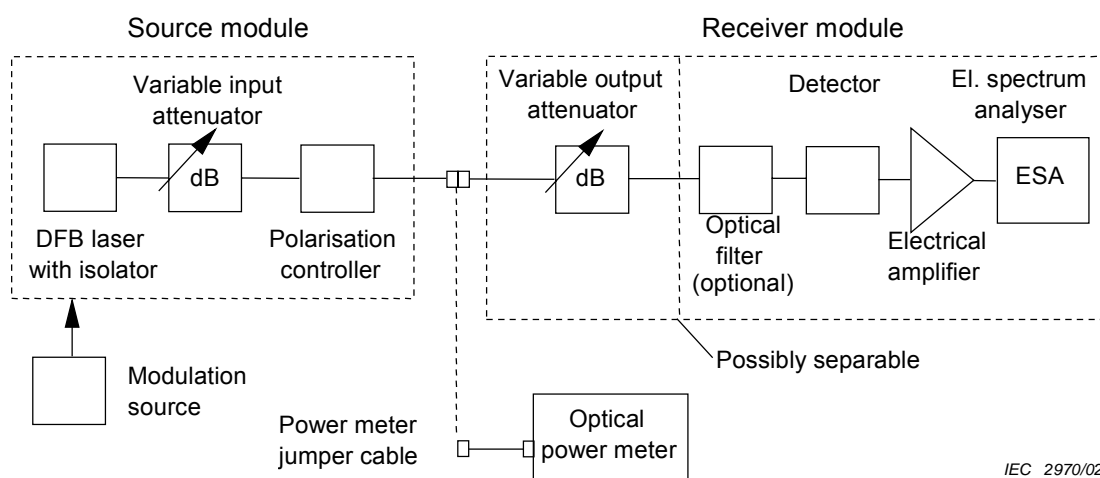 Source module
Receiver module
Variable input
attenuator
Variable output
attenuator
Detector
El. spectrum
analyser
dB
dB
ESA
DFB laser
with isolator
Polarisation
controller
Optical
filter
(optional)
Electrical
amplifier
Possibly separable
Modulation
source
Power meter
jumper cable
Optical
power meter
IEC 2970/02